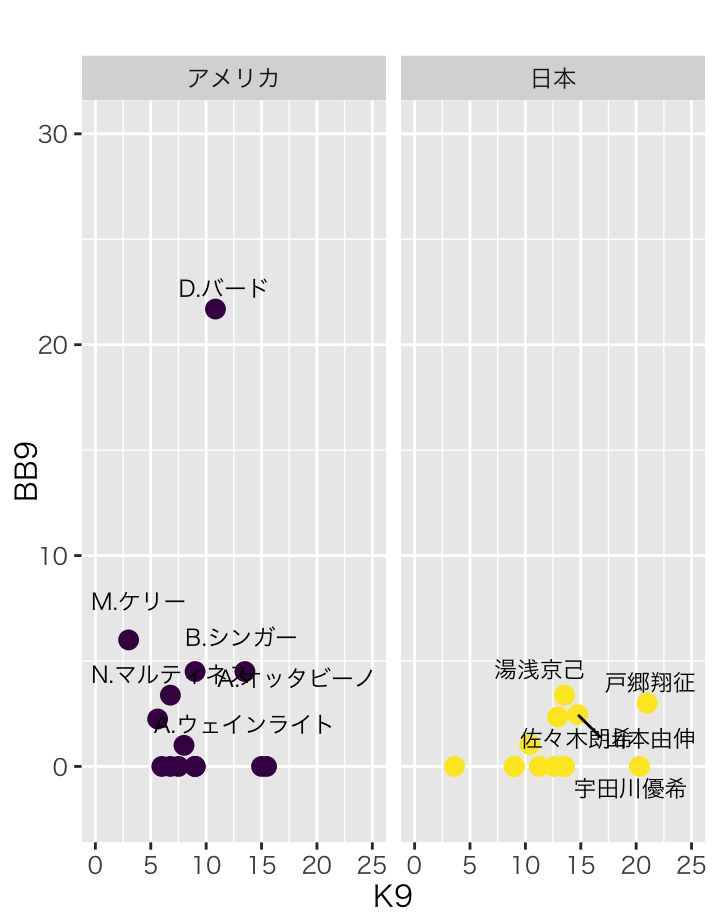 アメリカ
日本
30
D.バード
20
BB9
10
M.ケリー
B.シンガー
N.マルティネス
A.オッタビーノ
湯浅京己
戸郷翔征
A.ウェインライト
佐々木朗希
山本由伸
0
宇田川優希
0 5 10 15 20 25
0 5 10 15 20 25
K9